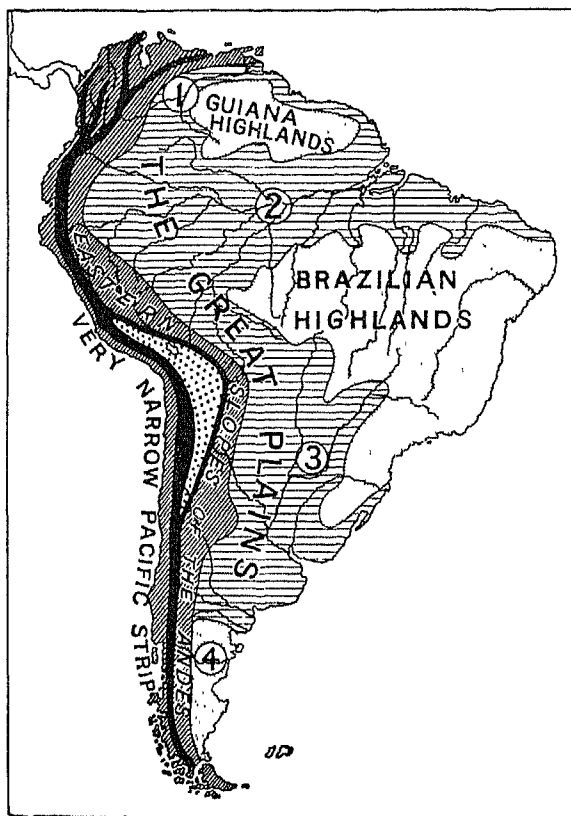 1
GUIANA
HIGHLANDS
2
THE GREAT PLAINS
BRAZILIAN
HIGHLANDS
EASTERN SLOPES OF THE ANDES
VERY NARROW PACIFIC STRIP
3
4